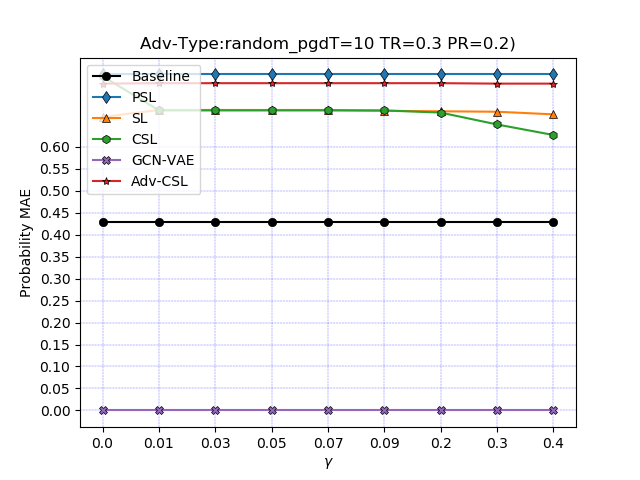 Adv-Type:random_pgdT=10 TR=0.3 PR=0.2)
Baseline
PSL
SL
CSL
GCN-VAE
Adv-CSL
Probability MAE
0.60
0.55
0.50
0.45
0.40
0.35
0.30
0.25
0.20
0.15
0.10
0.05
0.00
0.0 0.01 0.03 0.05 0.07 0.09 0.2 0.3 0.4
γ